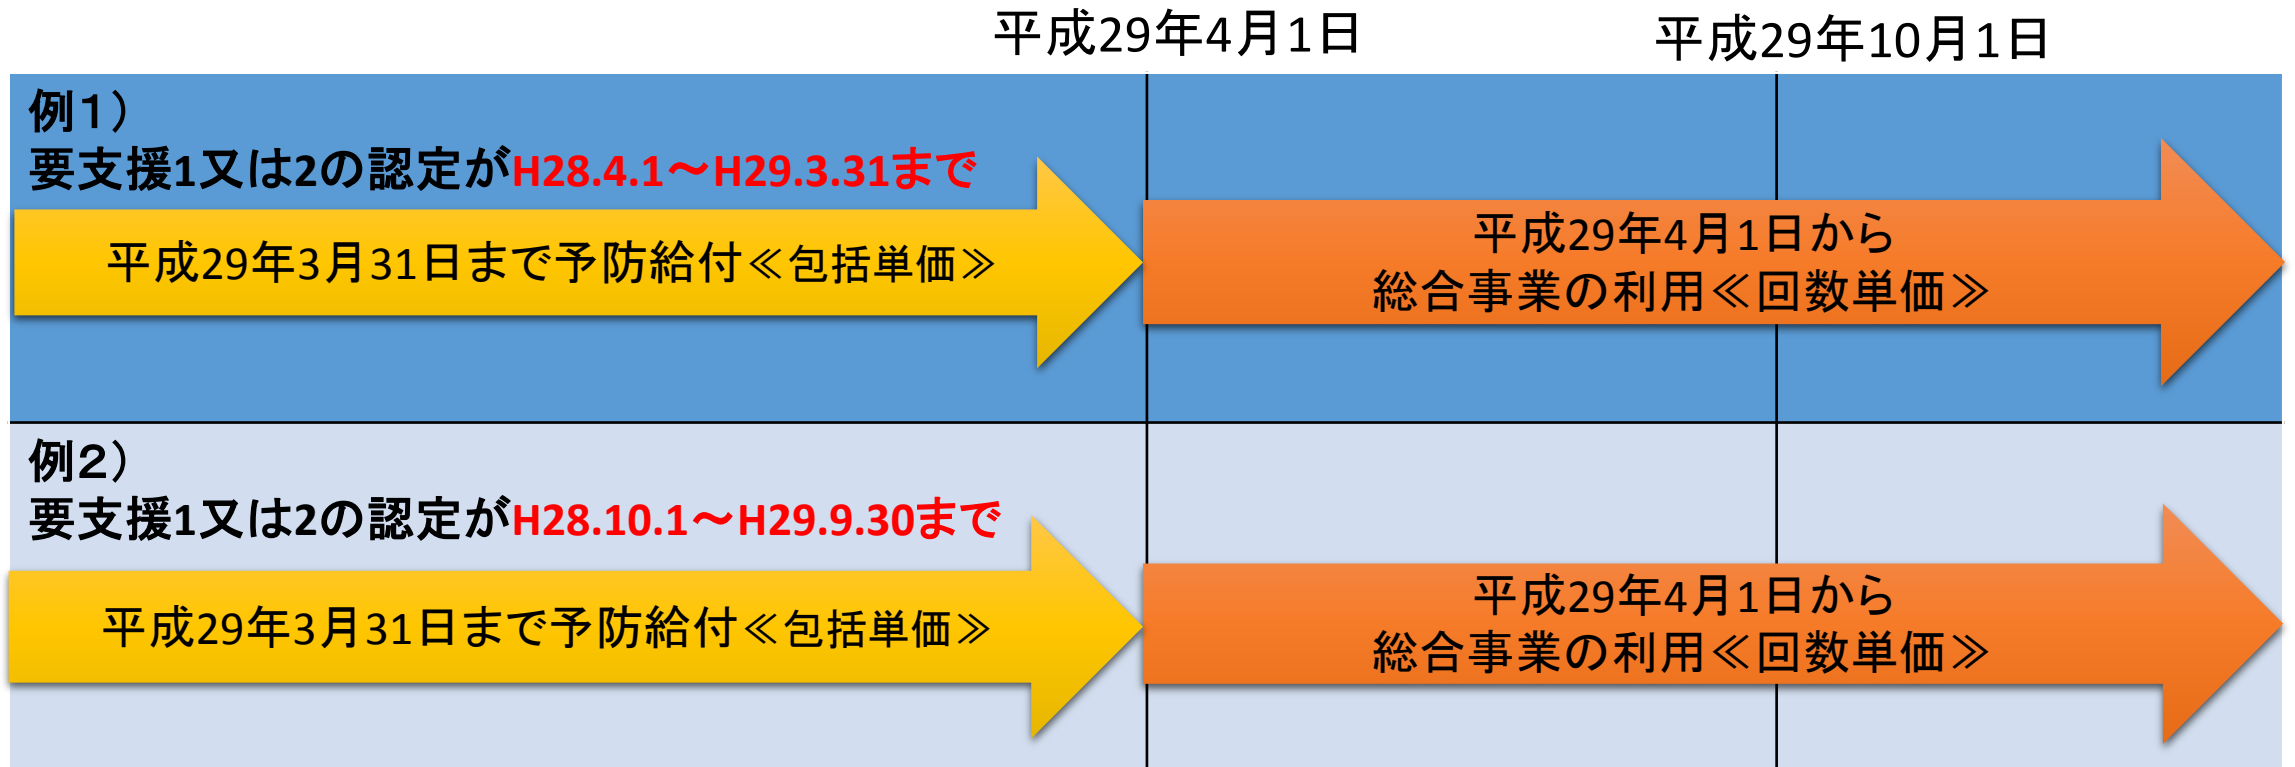 平成29年4月1日
平成29年10月1日
例1）
要支援1又は2の認定がH28.4.1～H29.3.31まで
平成29年3月31日まで予防給付≪包括単価≫
平成29年4月1日から
総合事業の利用≪回数単価≫
例2）
要支援1又は2の認定がH28.10.1～H29.9.30まで
平成29年3月31日まで予防給付≪包括単価≫
平成29年4月1日から
総合事業の利用≪回数単価≫